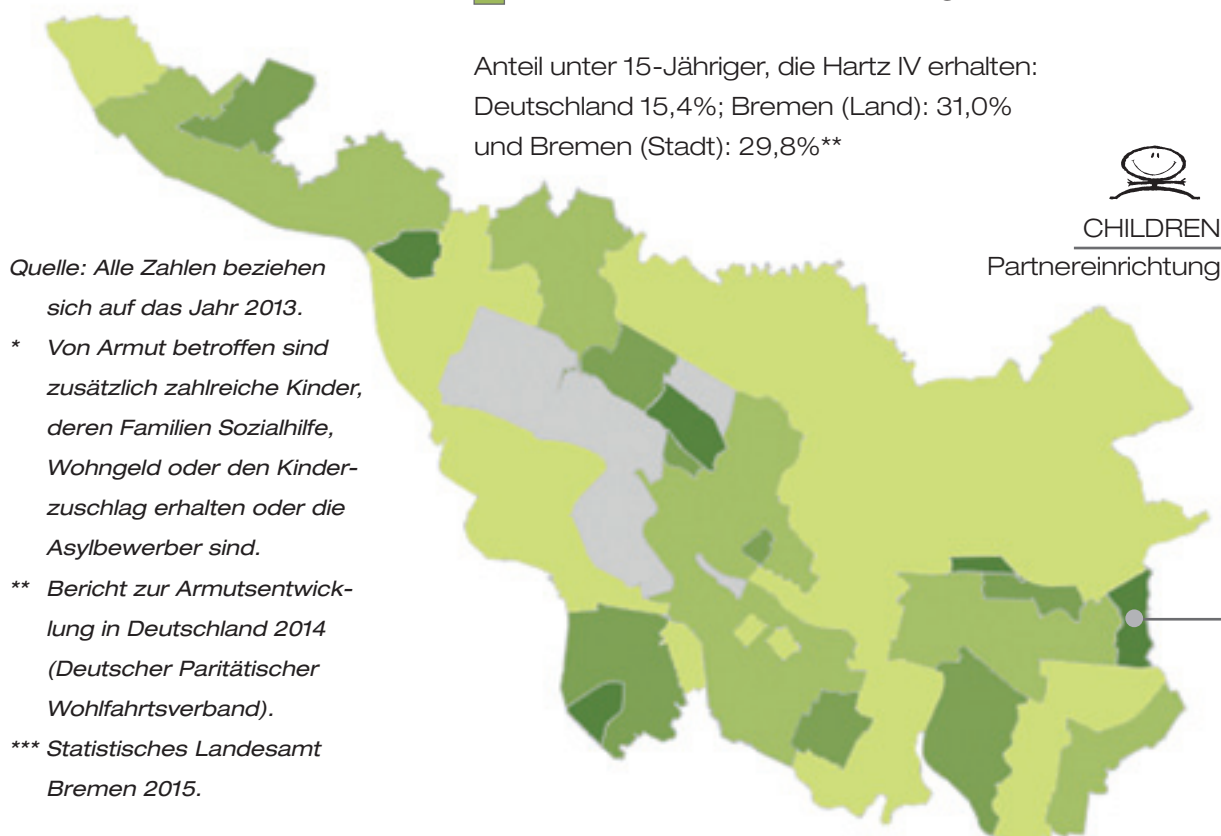 Anteil unter 15-Jähriger, die Hartz IV erhalten:
Deutschland 15,4%; Bremen (Land): 31,0%
und Bremen (Stadt): 29,8%**
CHILDREN
Partnereinrichtung
Quelle: Alle Zahlen beziehen
sich auf das Jahr 2013.
* Von Armut betroffen sind
zusätzlich zahlreiche Kinder,
deren Familien Sozialhilfe,
Wohngeld oder den Kinder-
zuschlag erhalten oder die
Asylbewerber sind.
** Bericht zur Armutsentwick-
lung in Deutschland 2014
(Deutscher Paritätischer
Wohlfahrtsverband).
*** Statistisches Landesamt
Bremen 2015.